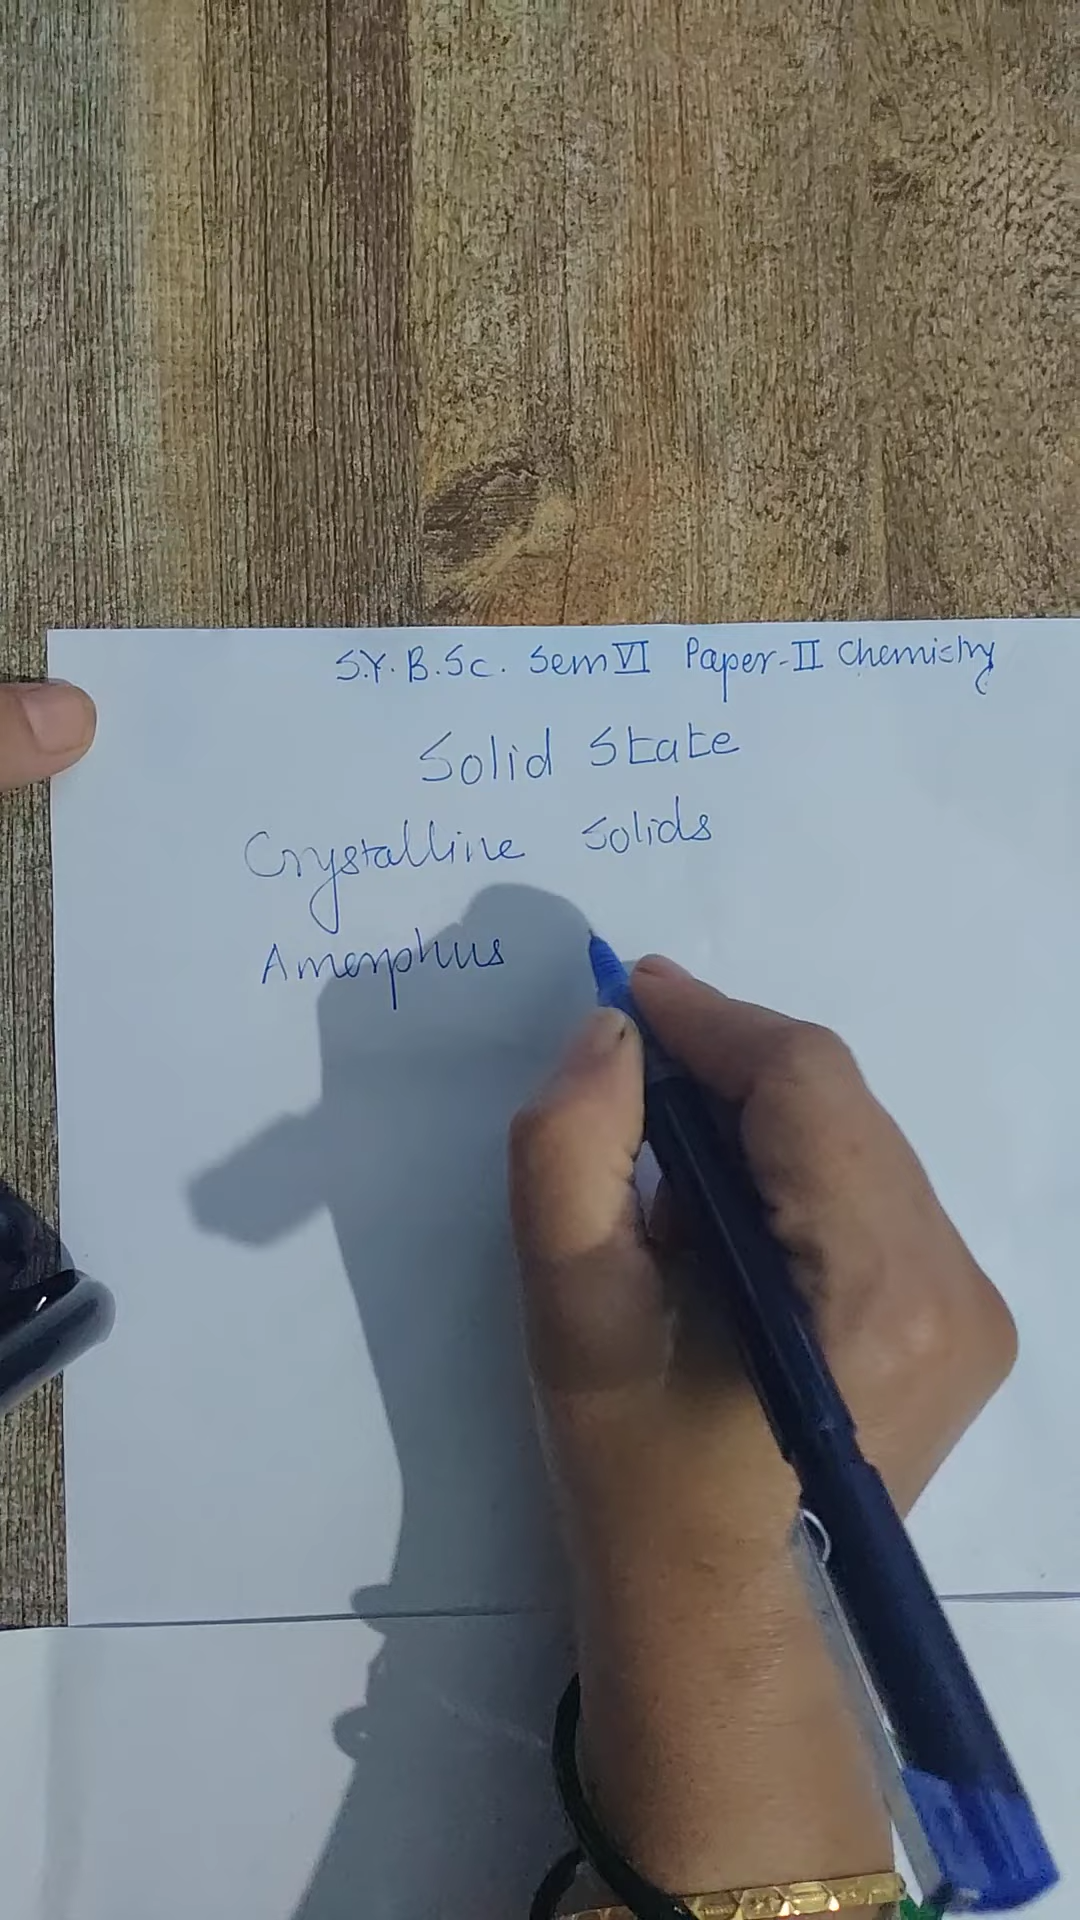 S.Y.B.Sc. Sem VI Paper-II Chemistry
Solid State
Crystalline Solids
Amorphus